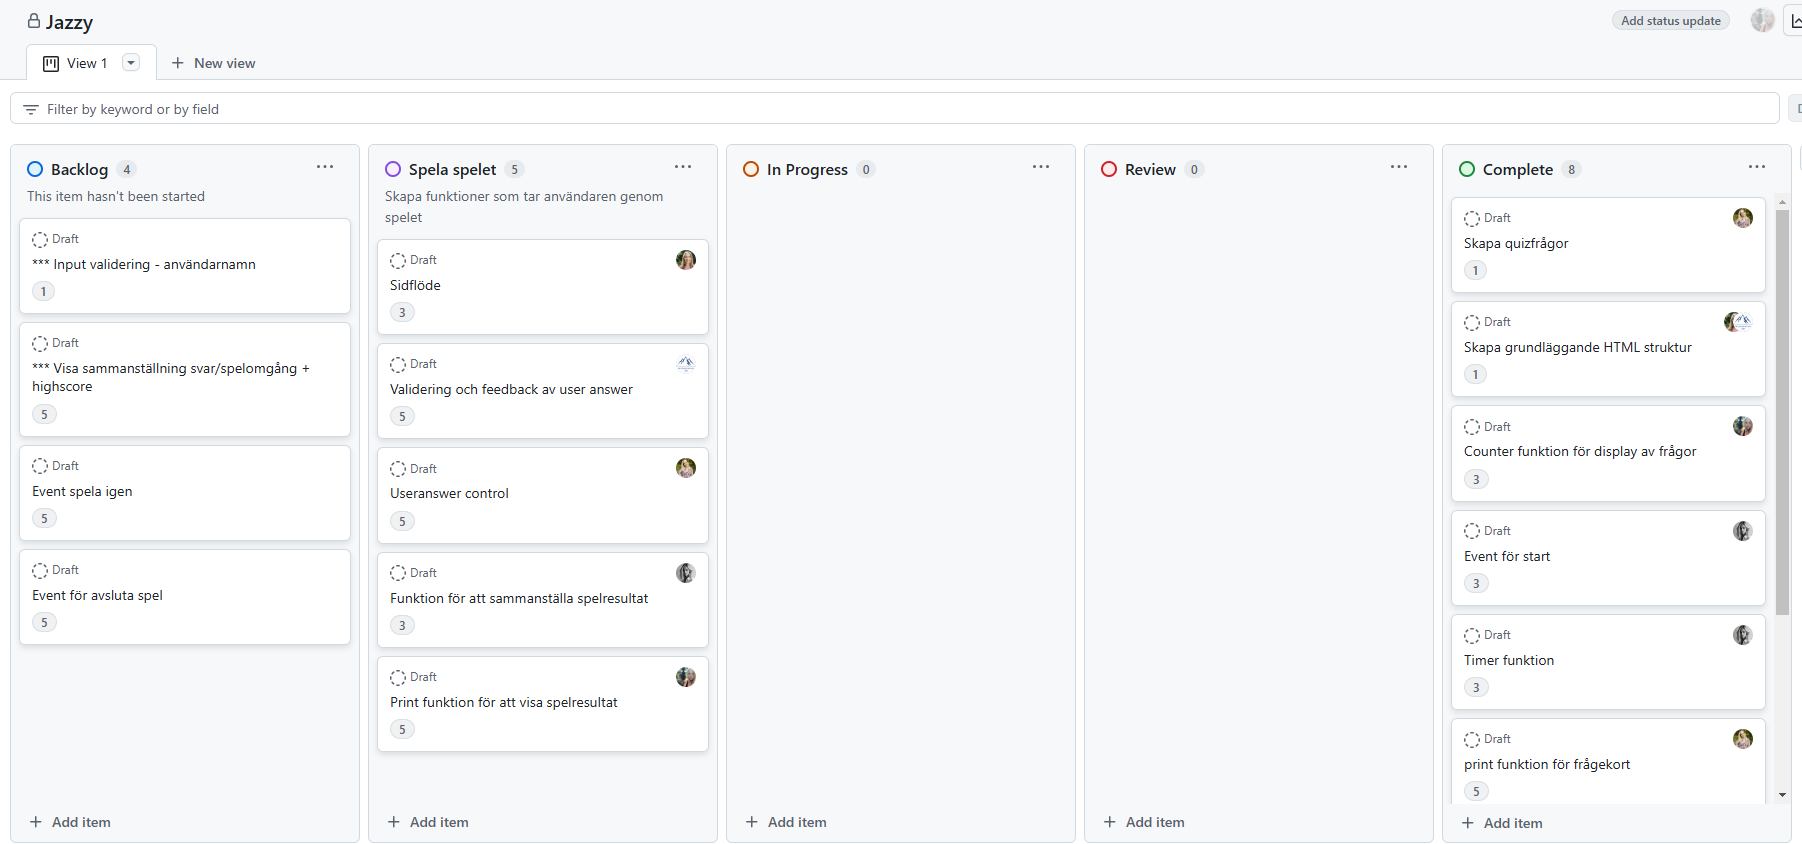 Jazzy
Add status update
View 1
New view
Filter by keyword or by field
Backlog 4
This item hasn't been started
Draft
*** Input validering - användarnamn
1
Draft
*** Visa sammanställning svar/spelomgång +
highscore
5
Draft
Event spela igen
5
Draft
Event för avsluta spel
5
Add item
Spela spelet 5
Skapa funktioner som tar användaren genom
spelet
Draft
Sidflöde
3
Draft
Validering och feedback av user answer
5
Draft
Useranswer control
5
Draft
Funktion för att sammanställa spelresultat
3
Draft
Print funktion för att visa spelresultat
5
Add item
In Progress 0
Add item
Review 0
Add item
Complete 8
Draft
Skapa quizfrågor
1
Draft
Skapa grundläggande HTML struktur
1
Draft
Counter funktion för display av frågor
3
Draft
Event för start
3
Draft
Timer funktion
3
Draft
print funktion för frågekort
5
Add item